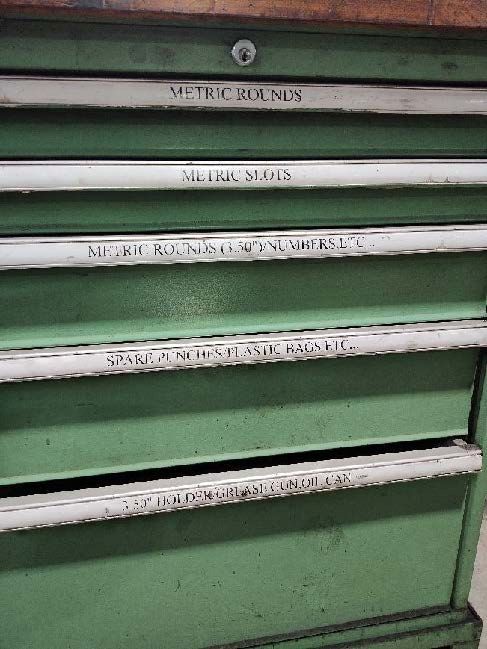 METRIC ROUNDS
METRIC SLOTS
METRIC ROUNDS (3.50")/NUMBERS,ETC...
SPARE PUNCHES/PLASTIC BAGS ETC...
3.50" HOLDER/GREASE GUN,OIL CAN